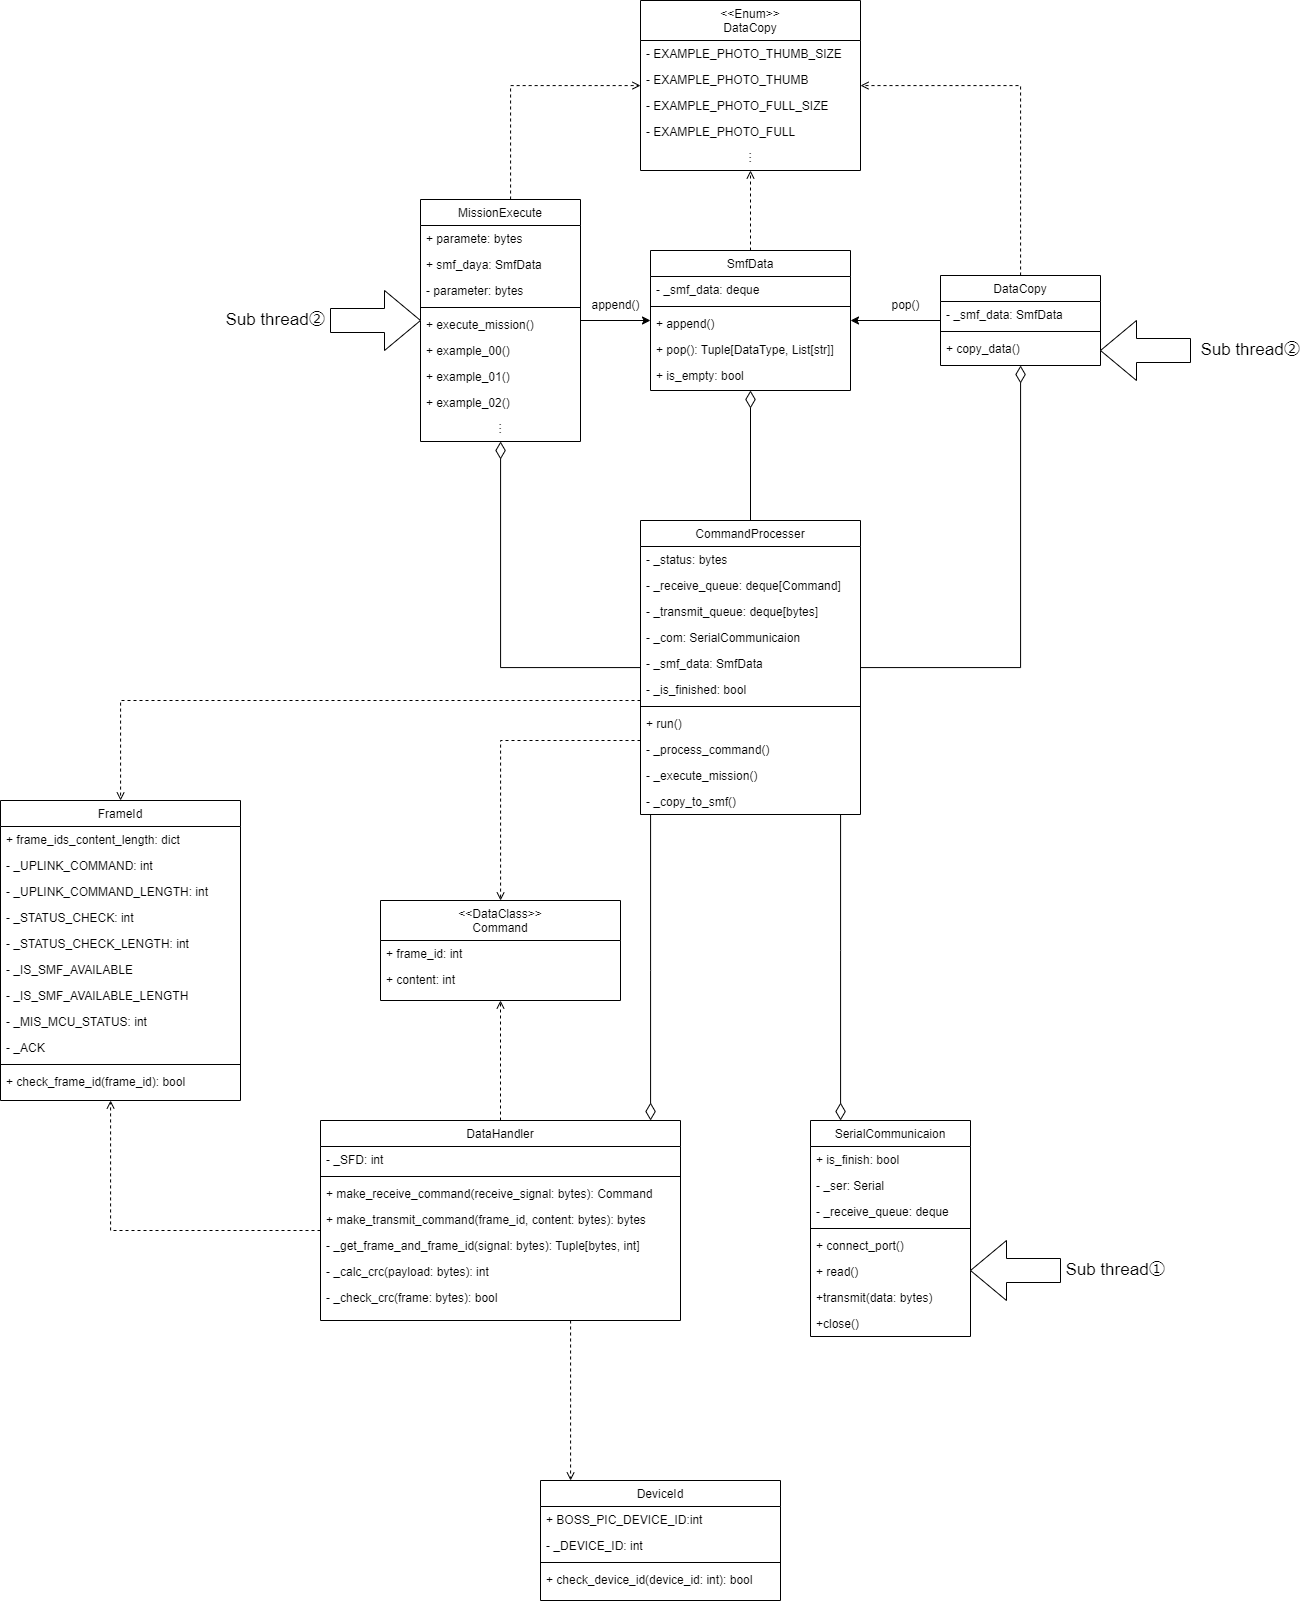 <<Enum>>
DataCopy
- EXAMPLE_PHOTO_THUMB_SIZE
- EXAMPLE_PHOTO_THUMB
- EXAMPLE_PHOTO_FULL_SIZE
- EXAMPLE_PHOTO_FULL
⋮
MissionExecute
+ paramete: bytes
+ smf_daya: SmfData
- parameter: bytes
+ execute_mission()
+ example_00()
+ example_01()
+ example_02()
⋮
Sub thread②
append()
SmfData
- _smf_data: deque
+ append()
+ pop(): Tuple[DataType, List[str]]
+ is_empty: bool
pop()
DataCopy
- _smf_data: SmfData
+ copy_data()
Sub thread②
CommandProcesser
- _status: bytes
- _receive_queue: deque[Command]
- _transmit_queue: deque[bytes]
- _com: SerialCommunicaion
- _smf_data: SmfData
- _is_finished: bool
+ run()
- _process_command()
- _execute_mission()
- _copy_to_smf()
FrameId
+ frame_ids_content_length: dict
- _UPLINK_COMMAND: int
- _UPLINK_COMMAND_LENGTH: int
- _STATUS_CHECK: int
- _STATUS_CHECK_LENGTH: int
- _IS_SMF_AVAILABLE
- _IS_SMF_AVAILABLE_LENGTH
- _MIS_MCU_STATUS: int
- _ACK
+ check_frame_id(frame_id): bool
<<DataClass>>
Command
+ frame_id: int
+ content: int
DataHandler
- _SFD: int
+ make_receive_command(receive_signal: bytes): Command
+ make_transmit_command(frame_id, content: bytes): bytes
- _get_frame_and_frame_id(signal: bytes): Tuple[bytes, int]
- _calc_crc(payload: bytes): int
- _check_crc(frame: bytes): bool
SerialCommunicaion
+ is_finish: bool
- _ser: Serial
- _receive_queue: deque
+ connect_port()
+ read()
+transmit(data: bytes)
+close()
Sub thread①
DeviceId
+ BOSS_PIC_DEVICE_ID:int
- _DEVICE_ID: int
+ check_device_id(device_id: int): bool